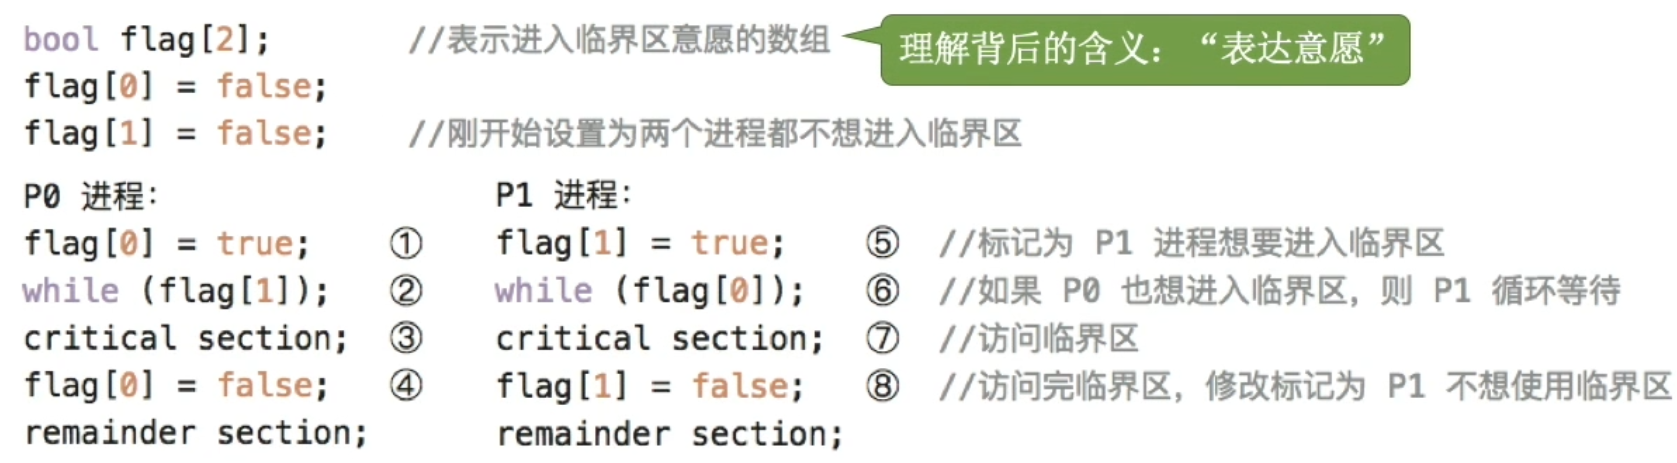 bool flag[2]; //表示进入临界区意愿的数组 理解背后的含义：“表达意愿”
flag[0] = false;
flag[1] = false; //刚开始设置为两个进程都不想进入临界区
P0 进程： P1 进程：
flag[0] = true; ① flag[1] = true; ⑤ //标记为 P1 进程想要进入临界区
while (flag[1]); ② while (flag[0]); ⑥ //如果 P0 也想进入临界区，则 P1 循环等待
critical section; ③ critical section; ⑦ //访问临界区
flag[0] = false; ④ flag[1] = false; ⑧ //访问完临界区，修改标记为 P1 不想使用临界区
remainder section; remainder section;